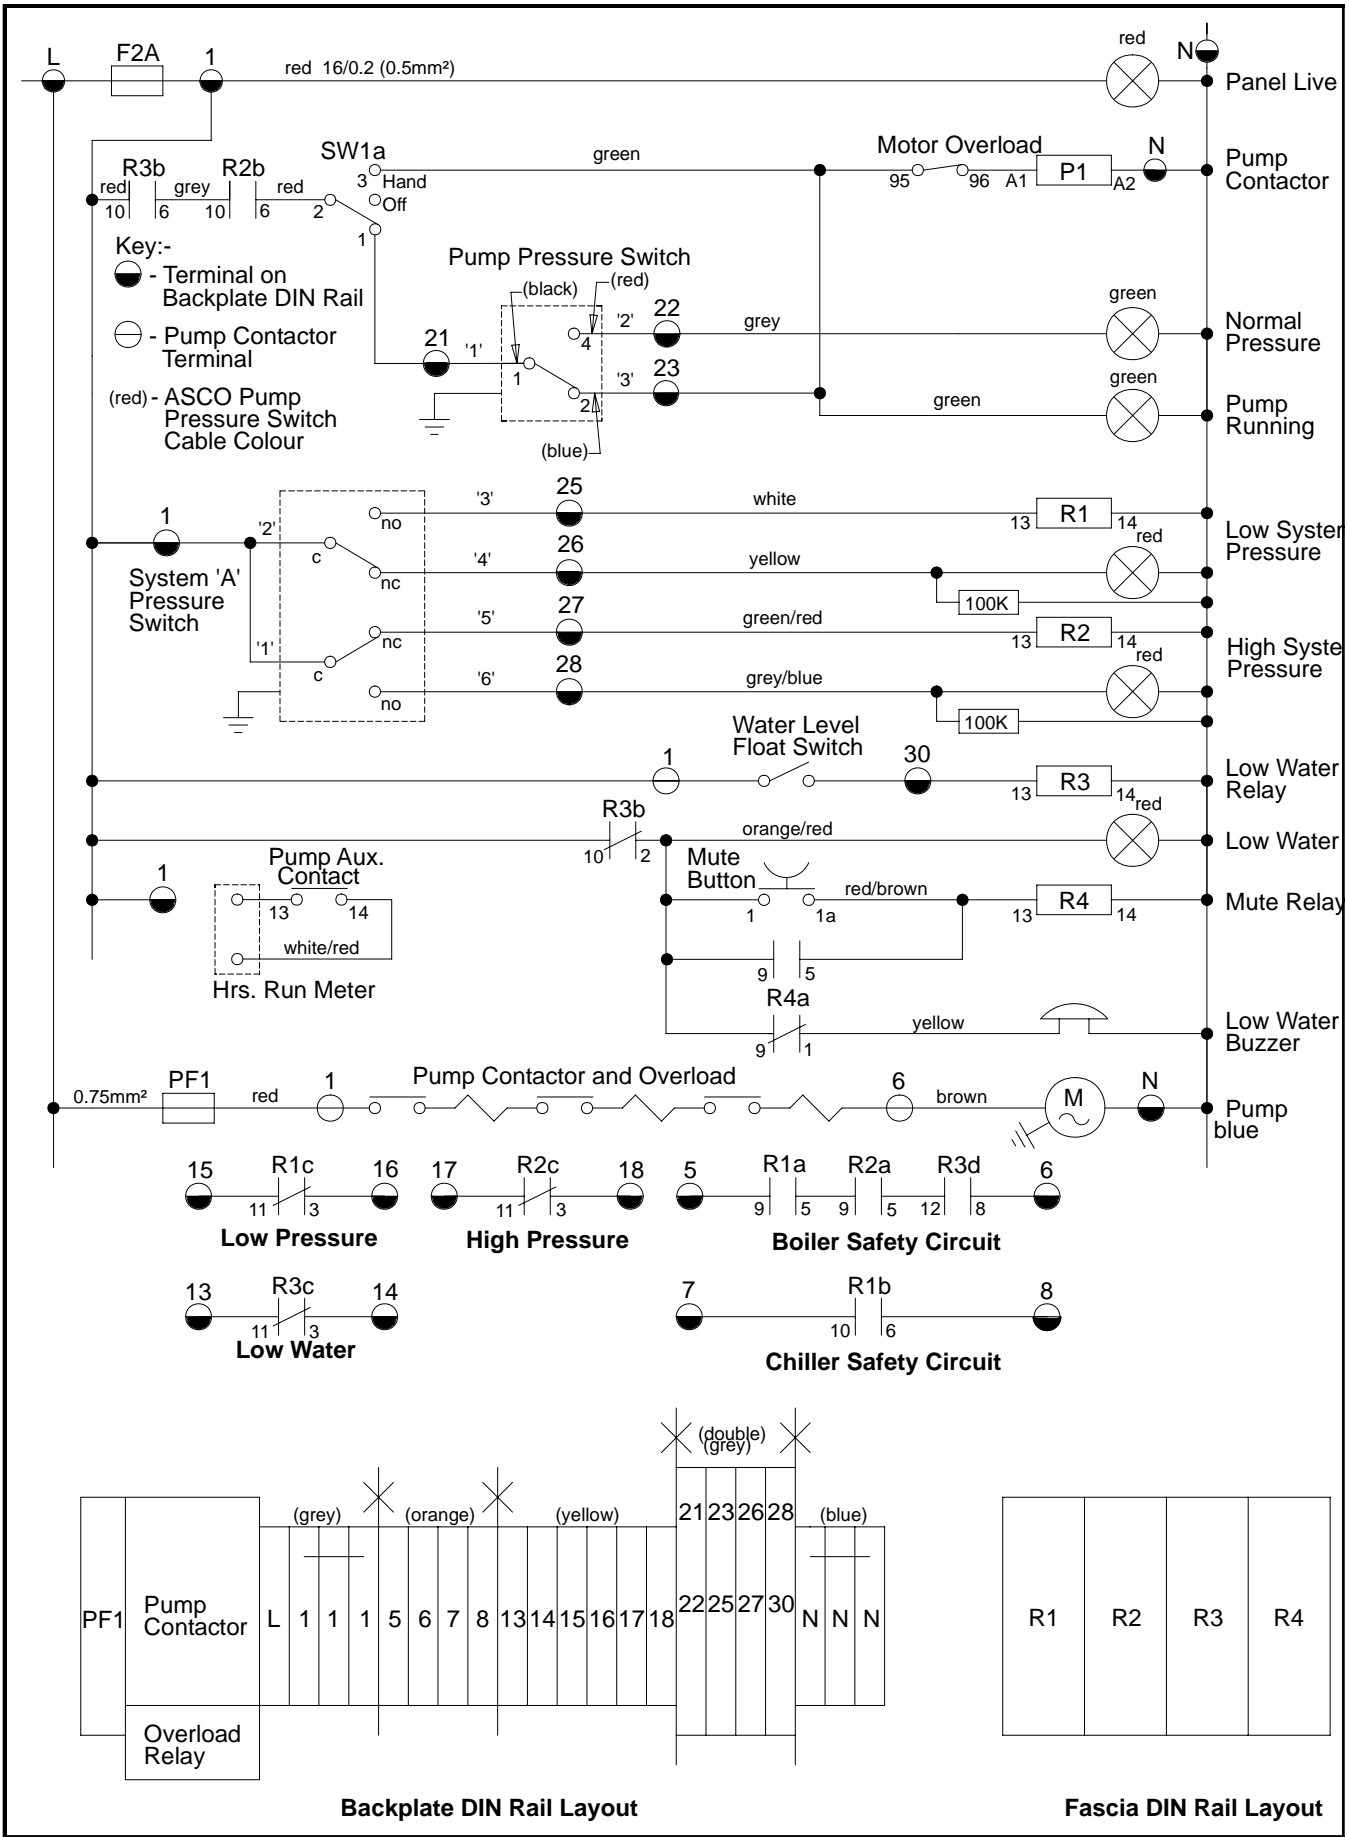 L F2A 1 red 16/0.2 (0.5mm²) red N Panel Live
SW1a green Motor Overload N Pump
Contactor
3 Hand 95 96 A1 P1 A2
Off
R3b R2b
red grey red
10 6 10 6 2
1
Key:-
- Terminal on
Backplate DIN Rail
- Pump Contactor
Terminal
(red) - ASCO Pump
Pressure Switch
Cable Colour
Pump Pressure Switch
(black) (red)
21 '1' 1 4 '2' 22 grey green Normal
Pressure
2 '3' 23 green green Pump
Running
(blue)
'3' 25 white 13 R1 14 Low Syster
Pressure
1 '2' c no
nc '4' 26 yellow red
100K
System 'A'
Pressure
Switch
'5' 27 green/red 13 R2 14 High Syste
Pressure
'1' c nc
no '6' 28 grey/blue red
100K
Water Level
Float Switch
1 30 13 R3 14 Low Water
Relay
R3b 10 2 orange/red red Low Water
Pump Aux.
Contact
1 13 14
white/red
Hrs. Run Meter
Mute
Button
1 1a red/brown 13 R4 14 Mute Relay
9 5
R4a
9 1 yellow Low Water
Buzzer
0.75mm² PF1 red 1 Pump Contactor and Overload 6 brown M N Pump
blue
15 R1c 16
11 3
Low Pressure
17 R2c 18
11 3
High Pressure
5 R1a R2a R3d 6
9 5 9 5 12 8
Boiler Safety Circuit
13 R3c 14
11 3
Low Water
7 R1b 8
10 6
Chiller Safety Circuit
(double)
(grey)
(grey) (orange) (yellow) 21 23 26 28 (blue)
PF1 Pump
Contactor
L 1 1 1 5 6 7 8 13 14 15 16 17 18 22 25 27 30 N N N
R1 R2 R3 R4
Overload
Relay
Backplate DIN Rail Layout
Fascia DIN Rail Layout